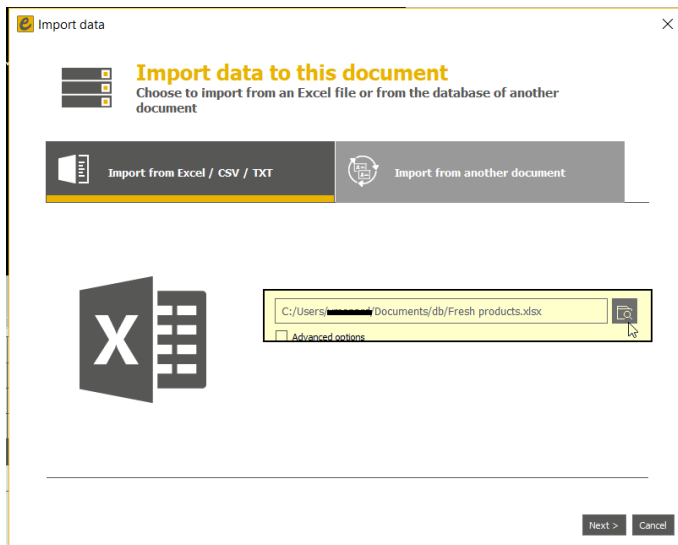 Import data
Import data to this document
Choose to import from an Excel file or from the database of another
document
Import from Excel / CSV / TXT
Import from another document
X
C:/Users/ /Documents/db/Fresh products.xlsx
Advanced options
Next >
Cancel